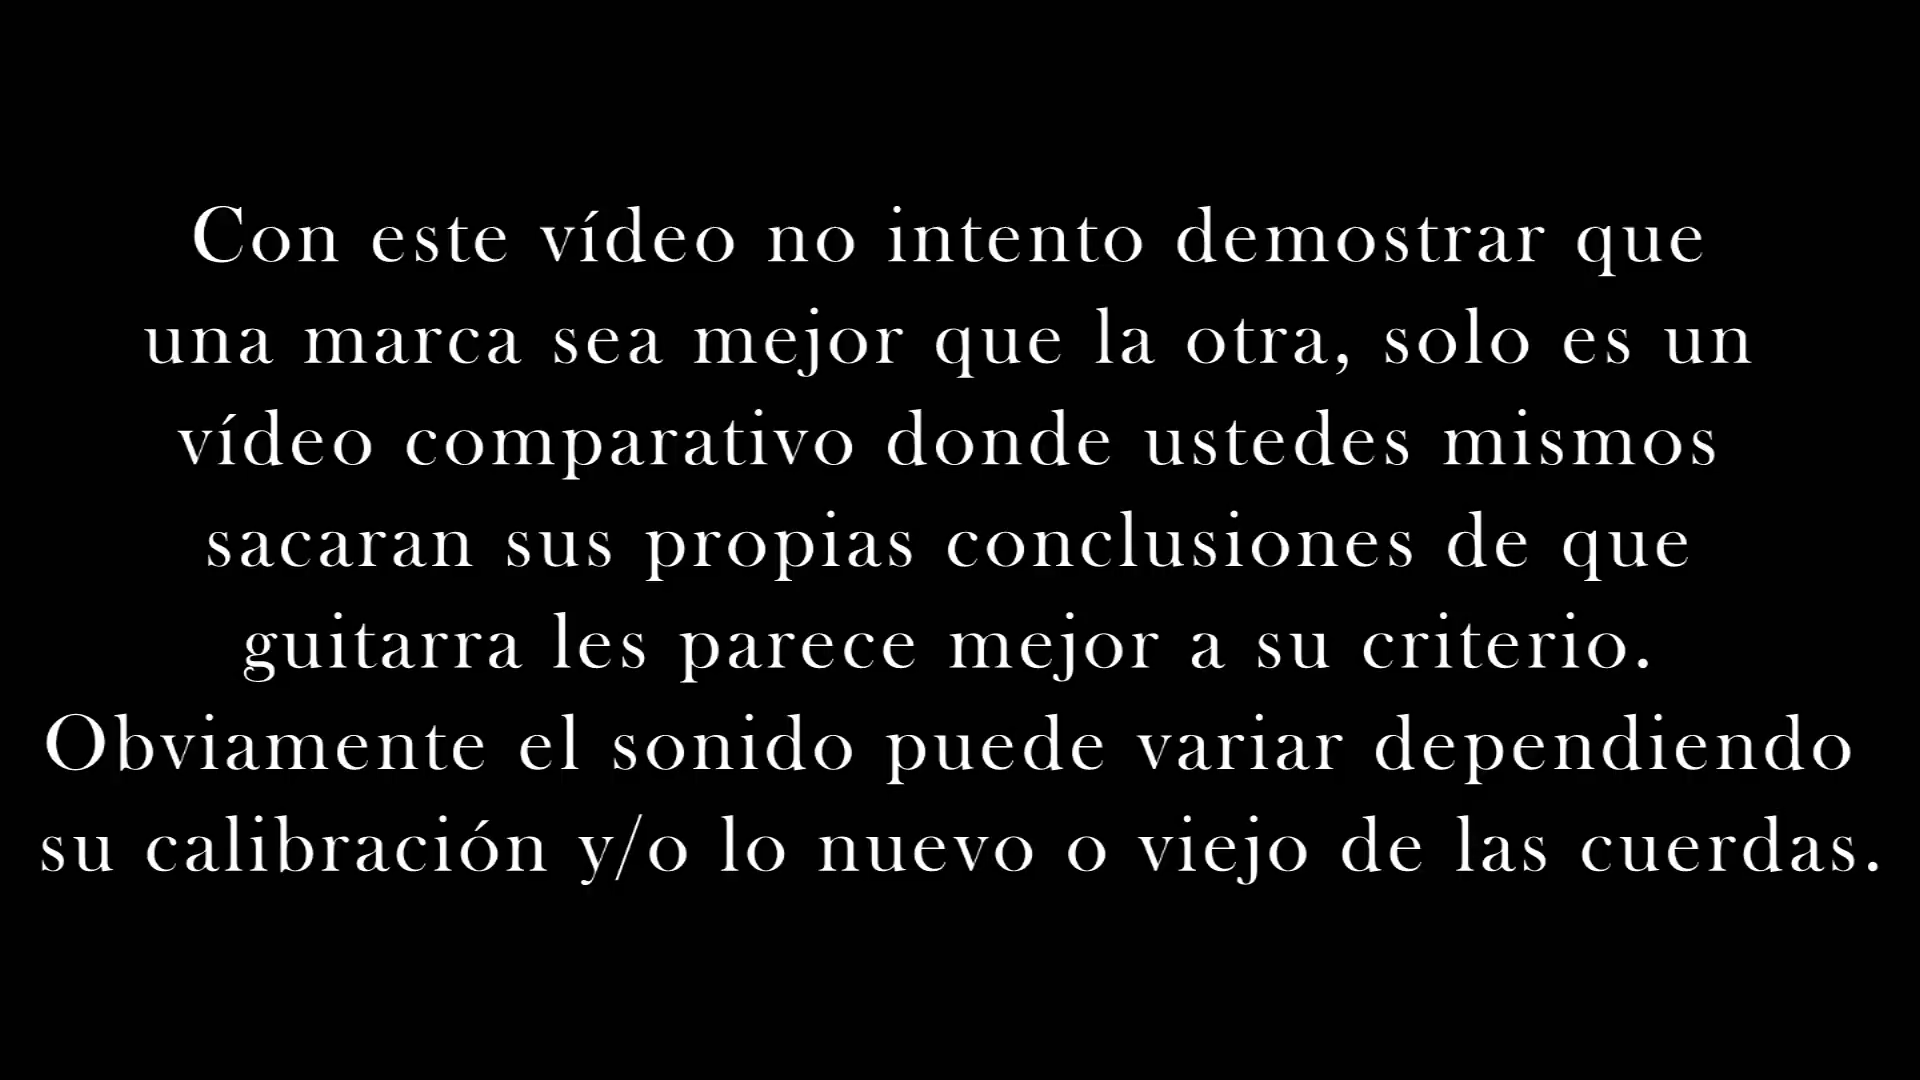 Con este vídeo no intento demostrar que
una marca sea mejor que la otra, solo es un
vídeo comparativo donde ustedes mismos
sacaran sus propias conclusiones de que
guitarra les parece mejor a su criterio.
Obviamente el sonido puede variar dependiendo
su calibración y/o lo nuevo o viejo de las cuerdas.